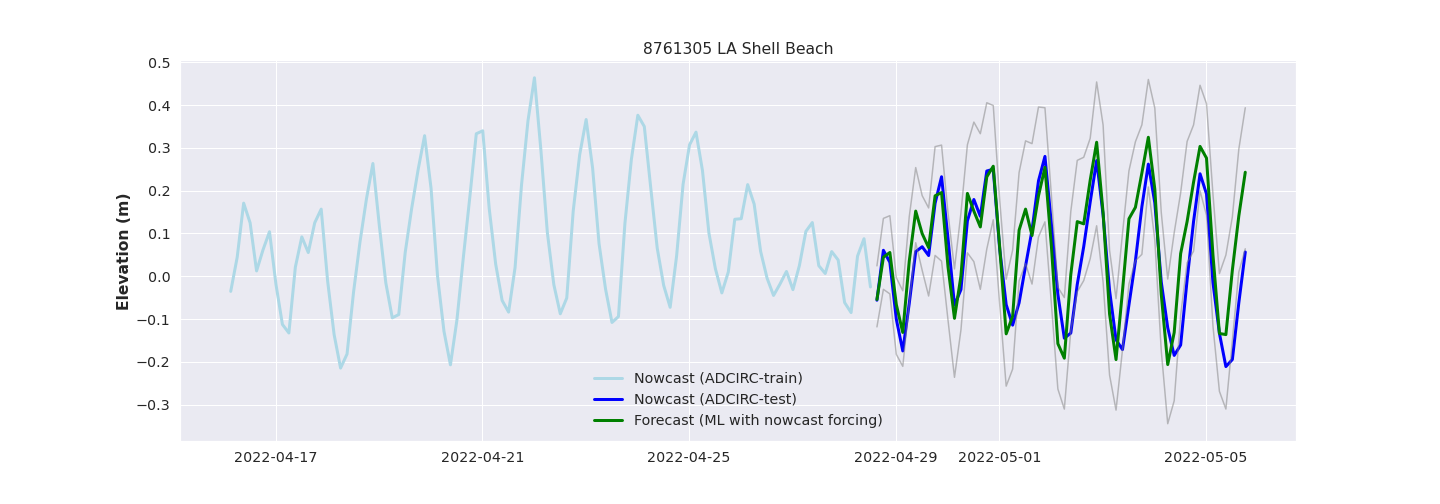 8761305 LA Shell Beach
Elevation (m)
0.5
0.4
0.3
0.2
0.1
0.0
−0.1
−0.2
−0.3
Nowcast (ADCIRC-train)
Nowcast (ADCIRC-test)
Forecast (ML with nowcast forcing)
2022-04-17 2022-04-21 2022-04-25 2022-04-29 2022-05-01 2022-05-05